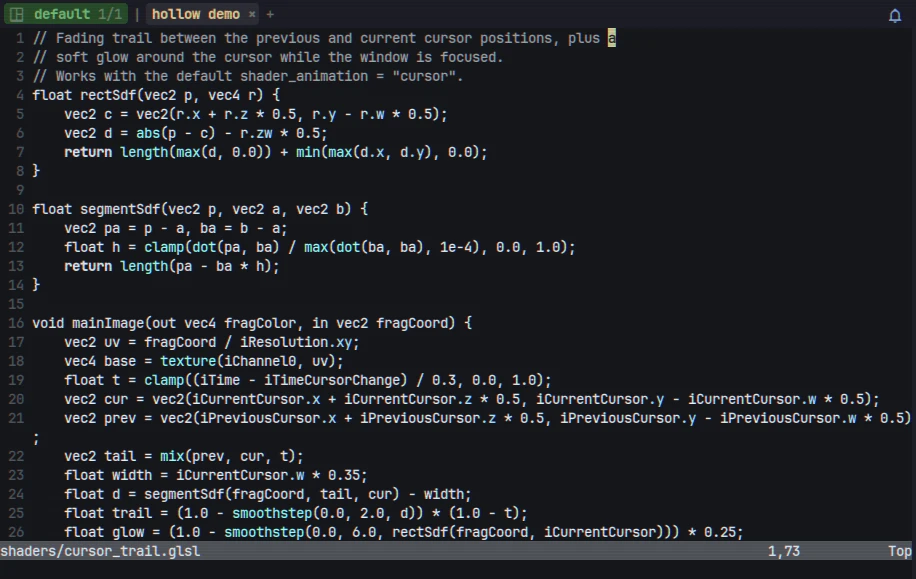 default 1/1 | hollow demo × +
1 // Fading trail between the previous and current cursor positions, plus a
2 // soft glow around the cursor while the window is focused.
3 // Works with the default shader_animation = "cursor".
4 float rectSdf(vec2 p, vec4 r) {
5     vec2 c = vec2(r.x + r.z * 0.5, r.y - r.w * 0.5);
6     vec2 d = abs(p - c) - r.zw * 0.5;
7     return length(max(d, 0.0)) + min(max(d.x, d.y), 0.0);
8 }
9
10 float segmentSdf(vec2 p, vec2 a, vec2 b) {
11     vec2 pa = p - a, ba = b - a;
12     float h = clamp(dot(pa, ba) / max(dot(ba, ba), 1e-4), 0.0, 1.0);
13     return length(pa - ba * h);
14 }
15
16 void mainImage(out vec4 fragColor, in vec2 fragCoord) {
17     vec2 uv = fragCoord / iResolution.xy;
18     vec4 base = texture(iChannel0, uv);
19     float t = clamp((iTime - iTimeCursorChange) / 0.3, 0.0, 1.0);
20     vec2 cur = vec2(iCurrentCursor.x + iCurrentCursor.z * 0.5, iCurrentCursor.y - iCurrentCursor.w * 0.5);
21     vec2 prev = vec2(iPreviousCursor.x + iPreviousCursor.z * 0.5, iPreviousCursor.y - iPreviousCursor.w * 0.5)
;
22     vec2 tail = mix(prev, cur, t);
23     float width = iCurrentCursor.w * 0.35;
24     float d = segmentSdf(fragCoord, tail, cur) - width;
25     float trail = (1.0 - smoothstep(0.0, 2.0, d)) * (1.0 - t);
26     float glow = (1.0 - smoothstep(0.0, 6.0, rectSdf(fragCoord, iCurrentCursor))) * 0.25;
shaders/cursor_trail.glsl 1,73 Top